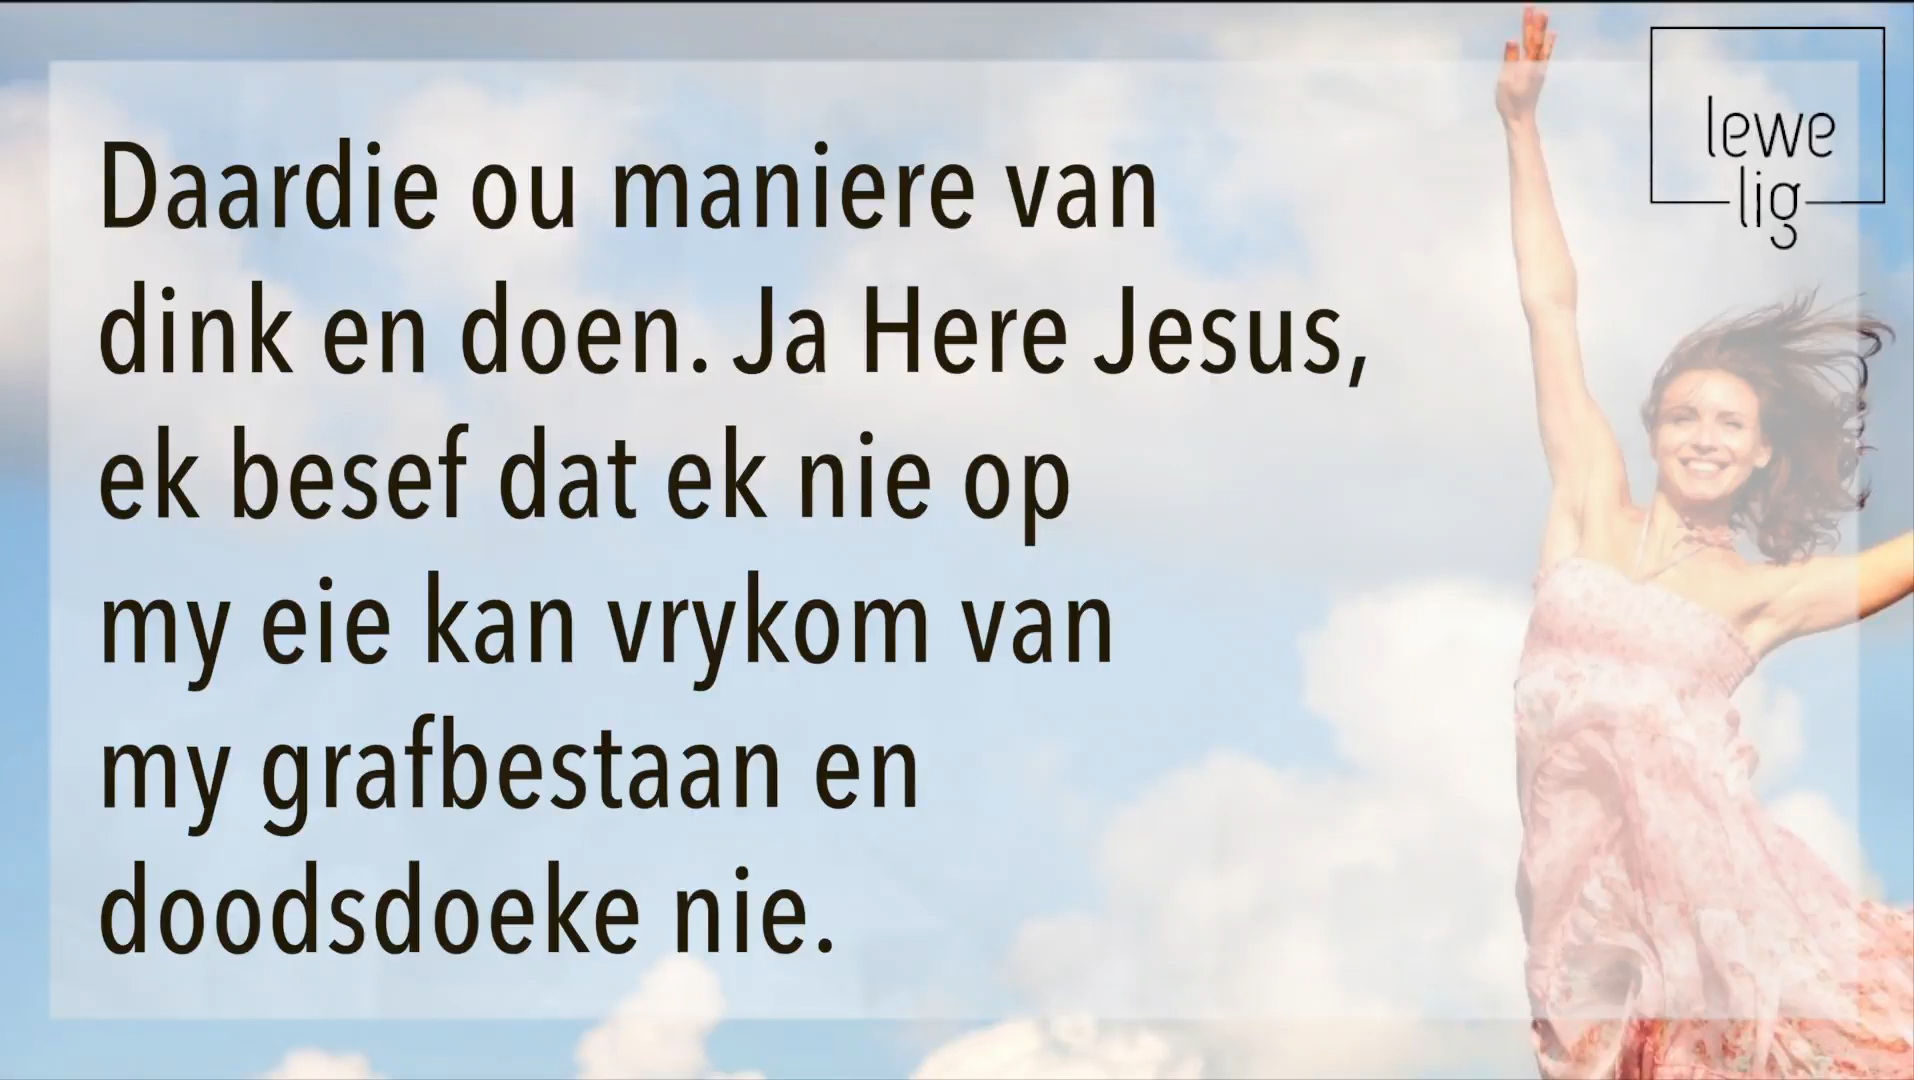 Daardie ou maniere van
dink en doen. Ja Here Jesus,
ek besef dat ek nie op
my eie kan vrykom van
my grafbestaan en
doodsdoeke nie.
lewe
lig